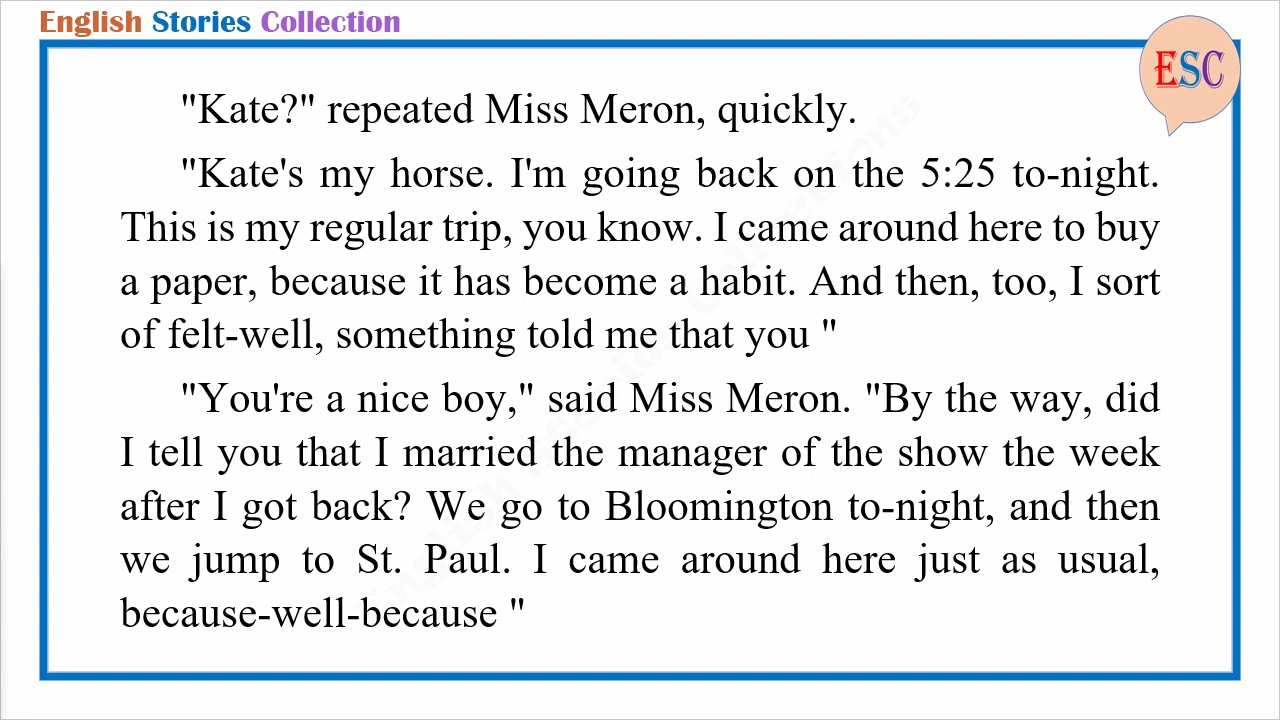 English Stories Collection
ESC
"Kate?" repeated Miss Meron, quickly.
"Kate's my horse. I'm going back on the 5:25 to-night.
This is my regular trip, you know. I came around here to buy
a paper, because it has become a habit. And then, too, I sort
of felt-well, something told me that you "
"You're a nice boy," said Miss Meron. "By the way, did
I tell you that I married the manager of the show the week
after I got back? We go to Bloomington to-night, and then
we jump to St. Paul. I came around here just as usual,
because-well-because "